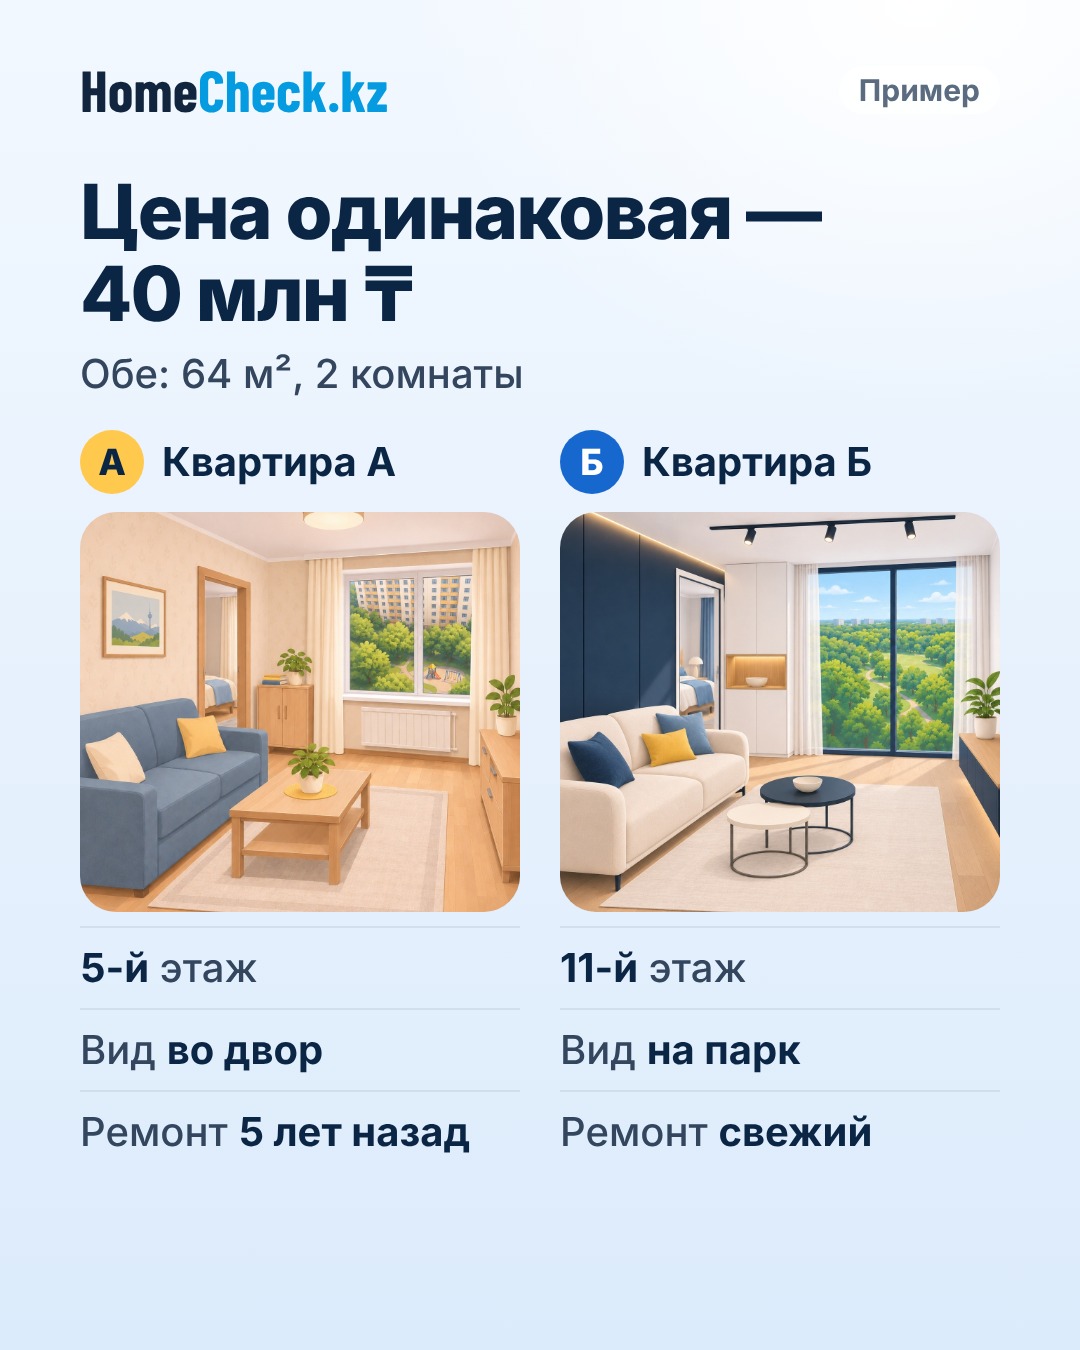 HomeCheck.kz
Пример
Цена одинаковая —
40 млн ₸
Обе: 64 м², 2 комнаты
А Квартира А
Б Квартира Б
5-й этаж
11-й этаж
Вид во двор
Вид на парк
Ремонт 5 лет назад
Ремонт свежий